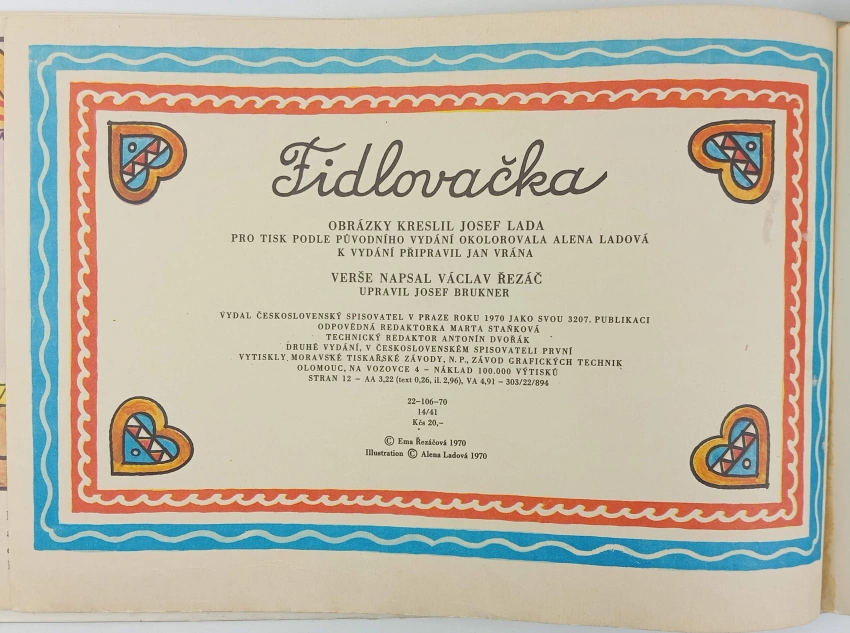 Fidlovačka
OBRÁZKY KRESLIL JOSEF LADA
PRO TISK PODLE PŮVODNÍHO VYDÁNÍ OKOLOROVALA ALENA LADOVÁ
K VYDÁNÍ PŘIPRAVIL JAN VRÁNA
VERŠE NAPSAL VÁCLAV ŘEZÁČ
UPRAVIL JOSEF BRUKNER
VYDAL ČESKOSLOVENSKÝ SPISOVATEL V PRAZE ROKU 1970 JAKO SVOU 3207. PUBLIKACI
ODPOVĚDNÁ REDAKTORKA MARTA STAŇKOVÁ
TECHNICKÝ REDAKTOR ANTONÍN DVOŘÁK
DRUHÉ VYDÁNÍ, V ČESKOSLOVENSKÉM SPISOVATELI PRVNÍ
VYTISKLY MORAVSKÉ TISKAŘSKÉ ZÁVODY, N. P., ZÁVOD GRAFICKÝCH TECHNIK
OLOMOUC, NA VOZOVCE 4 – NÁKLAD 100.000 VÝTISKŮ
STRAN 12 – AA 3,22 (text 0,26, il. 2,96), VA 4,91 – 303/22/894
22–106–70
14/41
Kčs 20,–
© Ema Řezáčová 1970
Illustration © Alena Ladová 1970